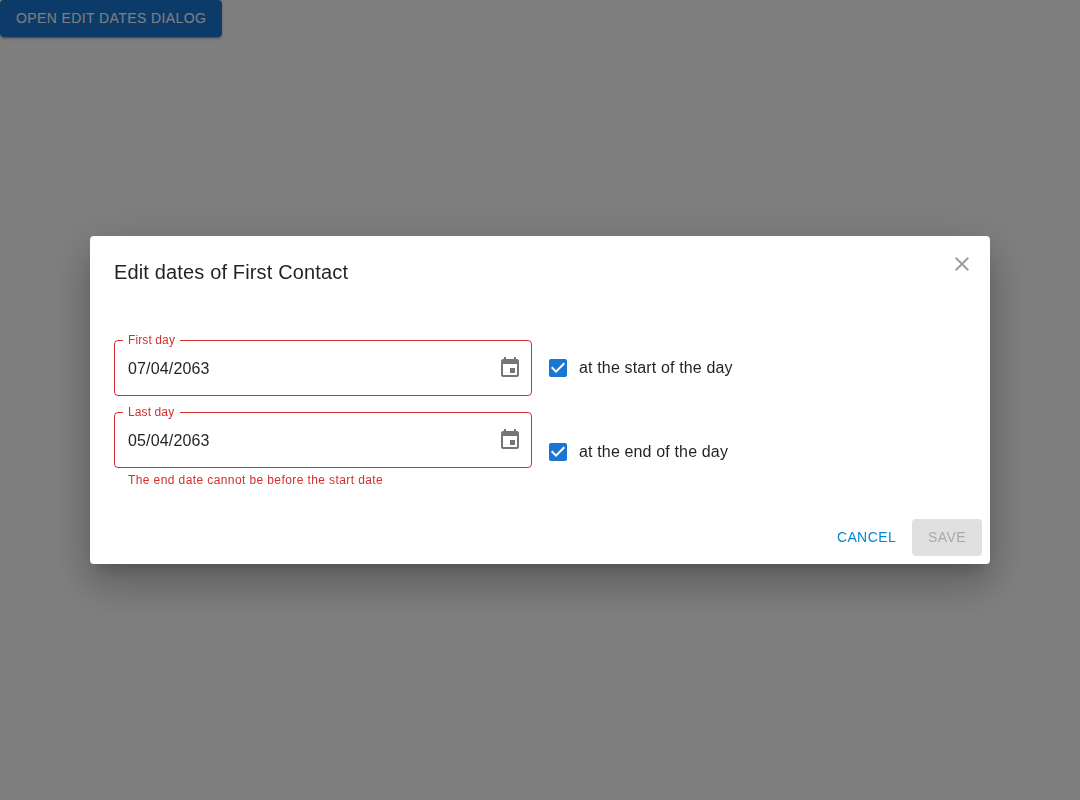 OPEN EDIT DATES DIALOG
Edit dates of First Contact
First day
07/04/2063
at the start of the day
Last day
05/04/2063
at the end of the day
The end date cannot be before the start date
CANCEL
SAVE